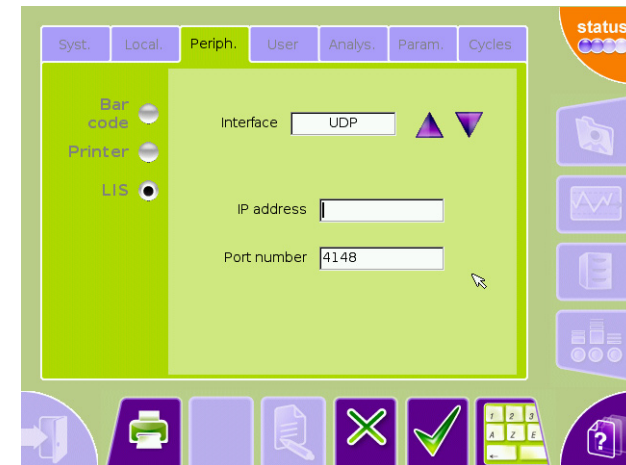 status
Syst.
Local.
Periph.
User
Analys.
Param.
Cycles
Bar
code
Printer
LIS
Interface
UDP
IP address
Port number
4148
1 2 3
A Z E
?